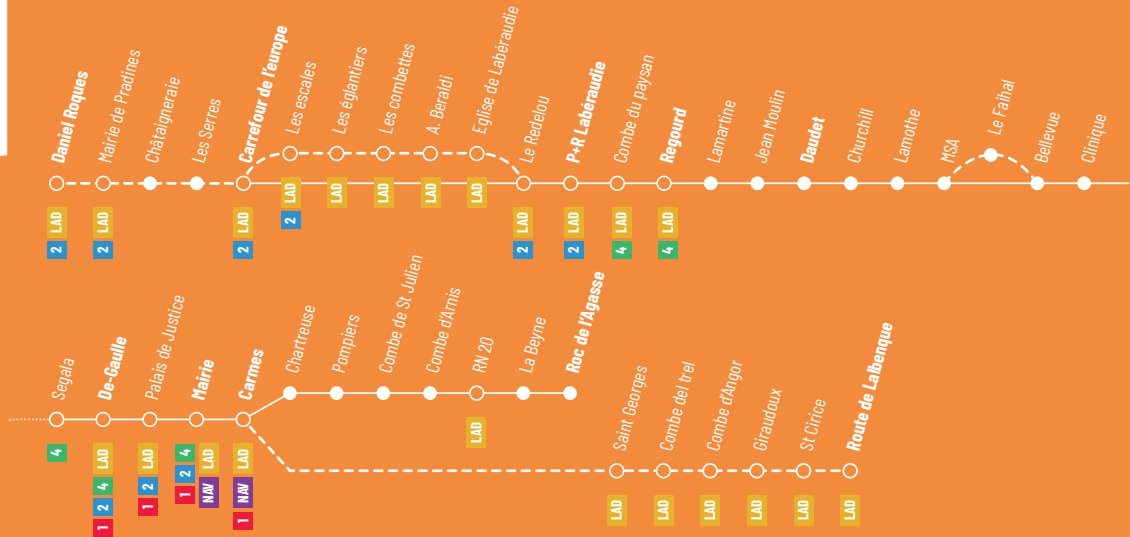 Daniel Roques
2 LAD
Mairie de Pradines
2 LAD
Châtaigneraie
Les Serres
Carrefour de l'europe
2 LAD
Les escales
2 LAD
Les églantiers
LAD
Les combettes
LAD
A. Beraldi
LAD
Eglise de Labéraudie
LAD
Le Redelou
2 LAD
P+R Labéraudie
2 LAD
Combe du paysan
4 LAD
Regourd
4 LAD
Lamartine
Jean Moulin
Daudet
Churchill
Lamothe
MSA
Le Faihal
Bellevue
Clinique
Segala
4
De-Gaulle
1 2 4 LAD
Palais de Justice
1 2 LAD
Mairie
1 2 4
NAV LAD
Carmes
1 NAV LAD
Chartreuse
Pompiers
Combe de St Julien
Combe d'Arnis
RN 20
LAD
La Beyne
Roc de l'Agasse
Saint Georges
LAD
Combe del trel
LAD
Combe d'Angor
LAD
Giraudoux
LAD
St Cirice
LAD
Route de Lalbenque
LAD